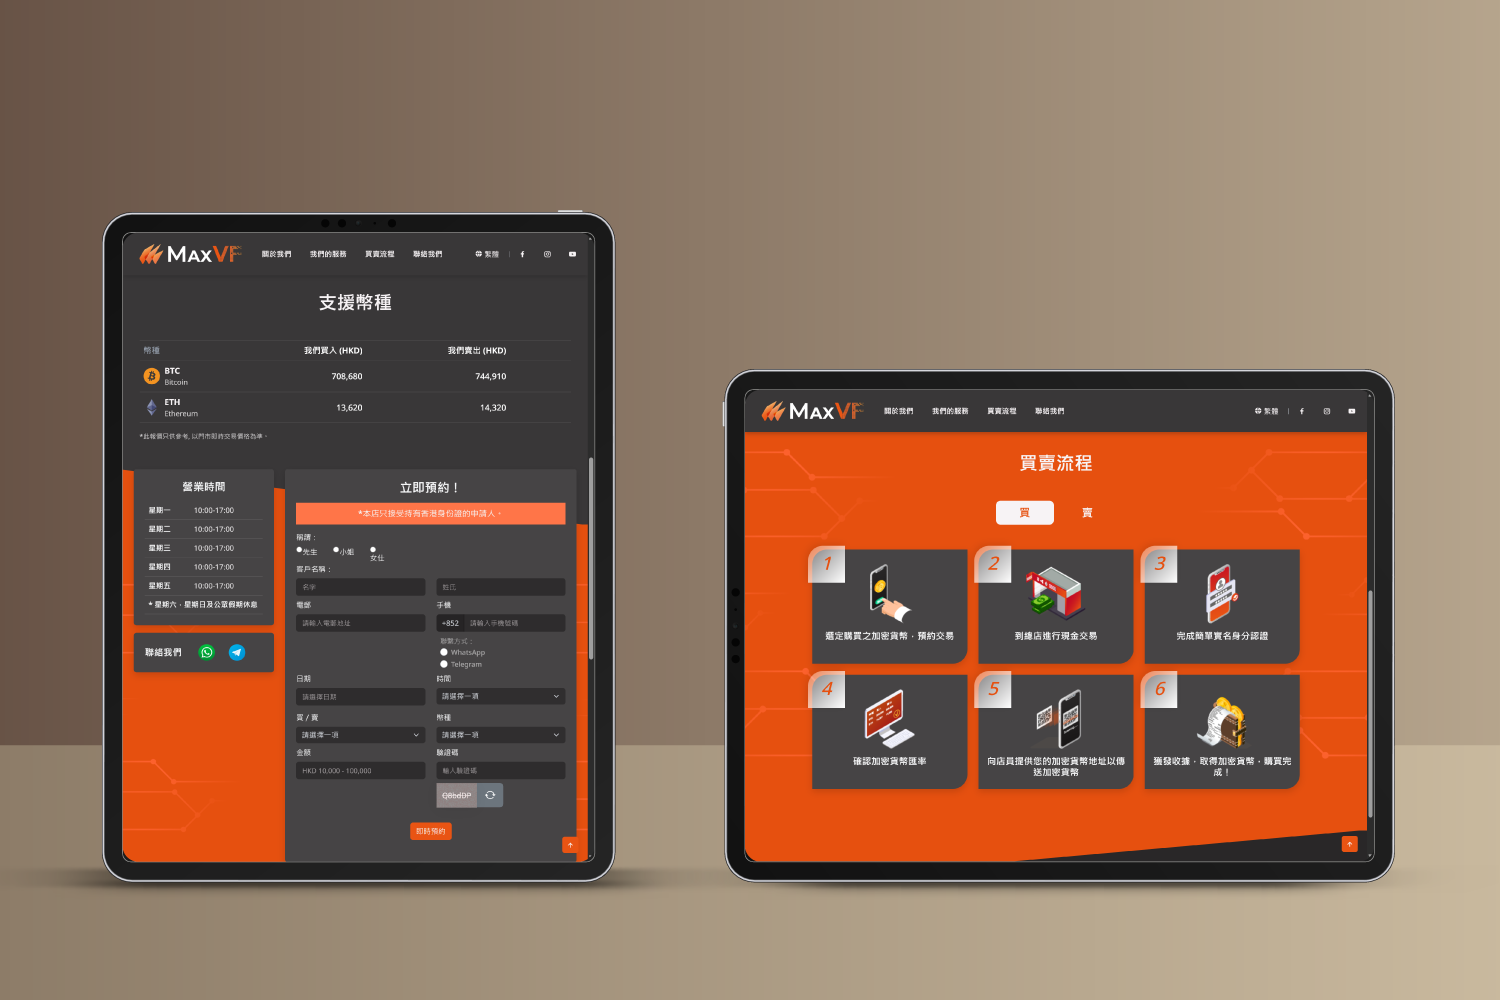 MAXVF 關於我們 我們的服務 買賣流程 聯絡我們 繁體
支援幣種
幣種 我們買入 (HKD) 我們賣出 (HKD)
BTC
Bitcoin 708,680 744,910
ETH
Ethereum 13,620 14,320
*此報價只供參考, 以門市即時交易價格為準。
營業時間
星期一 10:00-17:00
星期二 10:00-17:00
星期三 10:00-17:00
星期四 10:00-17:00
星期五 10:00-17:00
* 星期六、星期日及公眾假期休息
聯絡我們
立即預約！
*本店只接受持有香港身份證的申請人。
稱謂：
先生 小姐 女仕
客戶名稱：
名字 姓氏
電郵 手機
請輸入電郵地址 +852 請輸入手機號碼
聯繫方式：
WhatsApp
Telegram
日期 時間
請選擇日期 請選擇一項
買 / 賣 幣種
請選擇一項 請選擇一項
金額 驗證碼
HKD 10,000 - 100,000 輸入驗證碼
Q8bdDP
即時預約
MAXVF 關於我們 我們的服務 買賣流程 聯絡我們 繁體
買賣流程
買 賣
1
選定購買之加密貨幣，預約交易
2
到總店進行現金交易
3
完成簡單實名身分認證
4
確認加密貨幣匯率
5
向店員提供您的加密貨幣地址以傳
送加密貨幣
6
獲發收據，取得加密貨幣，購買完
成！